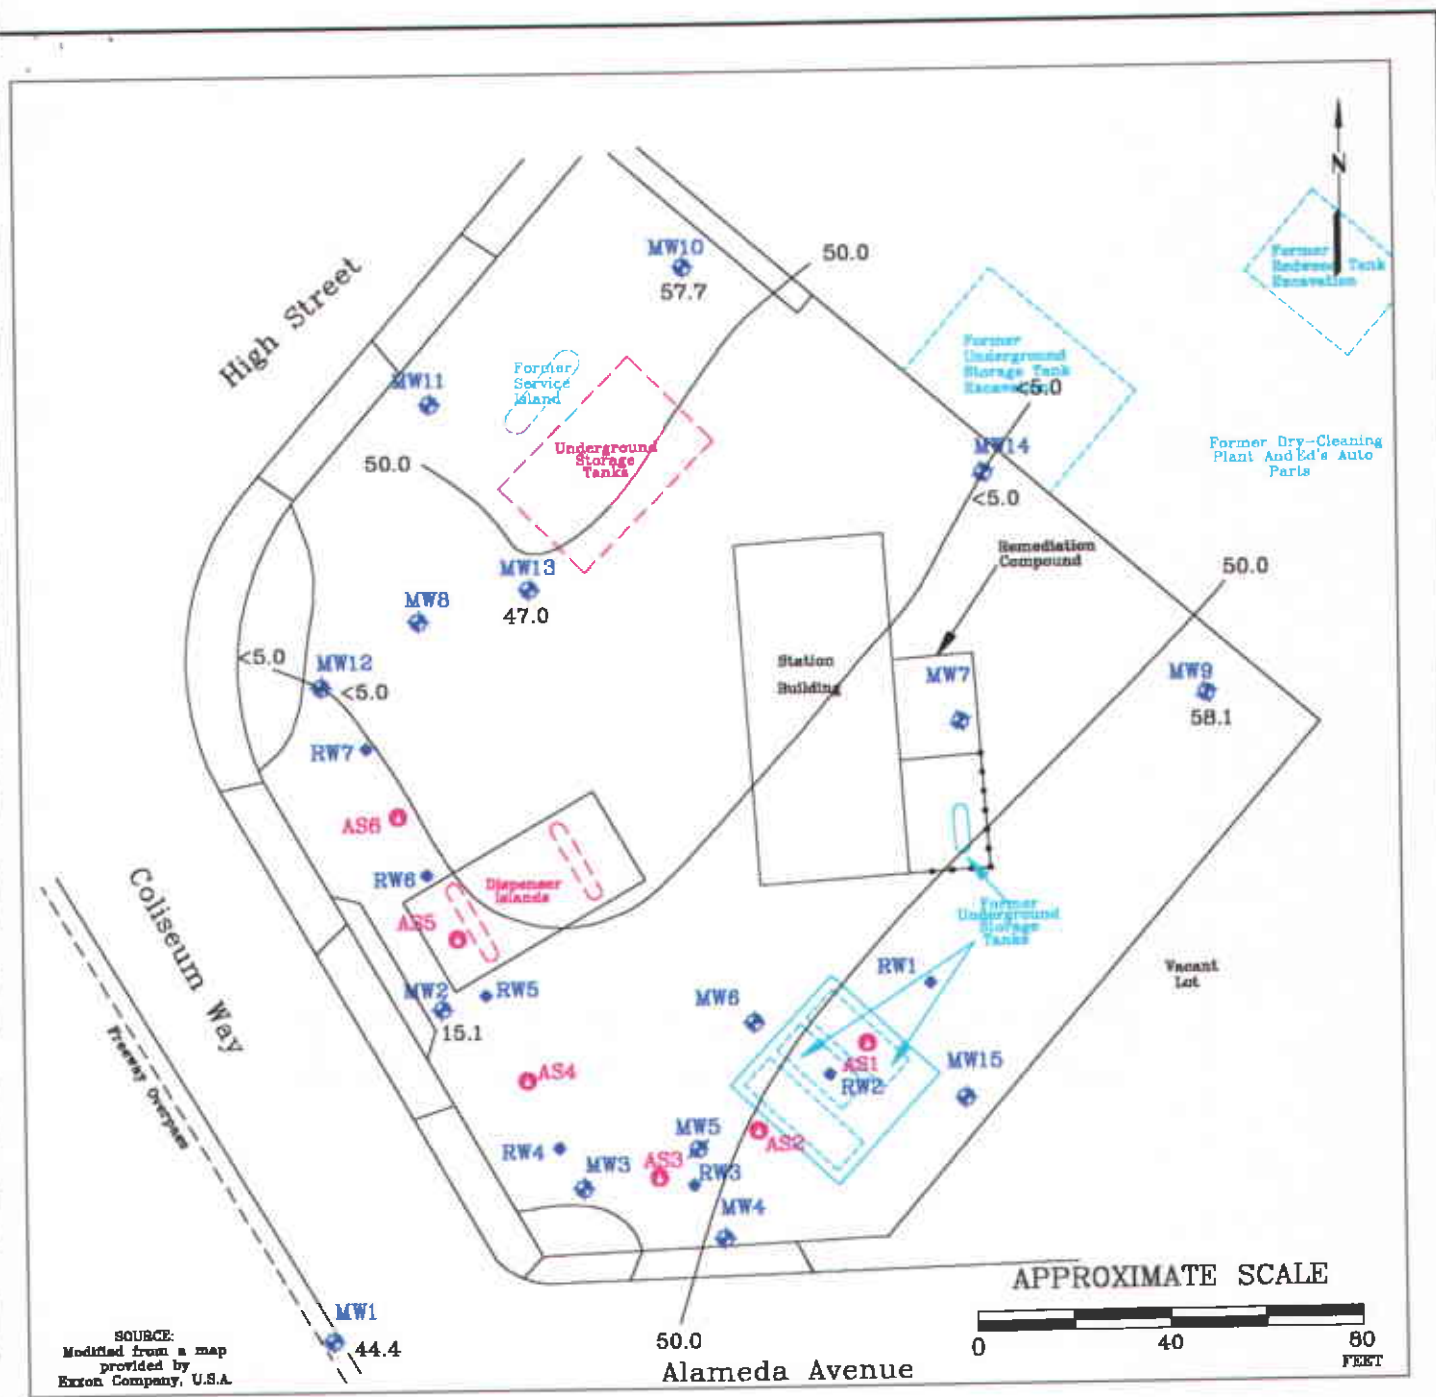 N
MW10
57.7
50.0
High Street
Former
Redwood Tank
Excavation
Former
Underground
Storage Tank
Excavation
<5.0
MW11
Former
Service
Island
Underground
Storage
Tanks
50.0
MW14
<5.0
Former Dry-Cleaning
Plant And Ed's Auto
Parts
Remediation
Compound
50.0
MW13
47.0
MW8
<5.0
MW12
<5.0
Station
Building
MW7
MW9
58.1
RW7
AS6
RW6
Dispenser
Islands
AS5
Coliseum Way
Freeway Overpass
Former
Underground
Storage
Tanks
Vacant
Lot
RW1
MW2
15.1
RW5
MW6
AS1
RW2
MW15
AS4
RW4
MW3
MW5
AS3
RW3
AS2
MW4
APPROXIMATE SCALE
0 40 80
FEET
MW1
44.4
50.0
Alameda Avenue
SOURCE:
Modified from a map
provided by
Exxon Company, U.S.A.